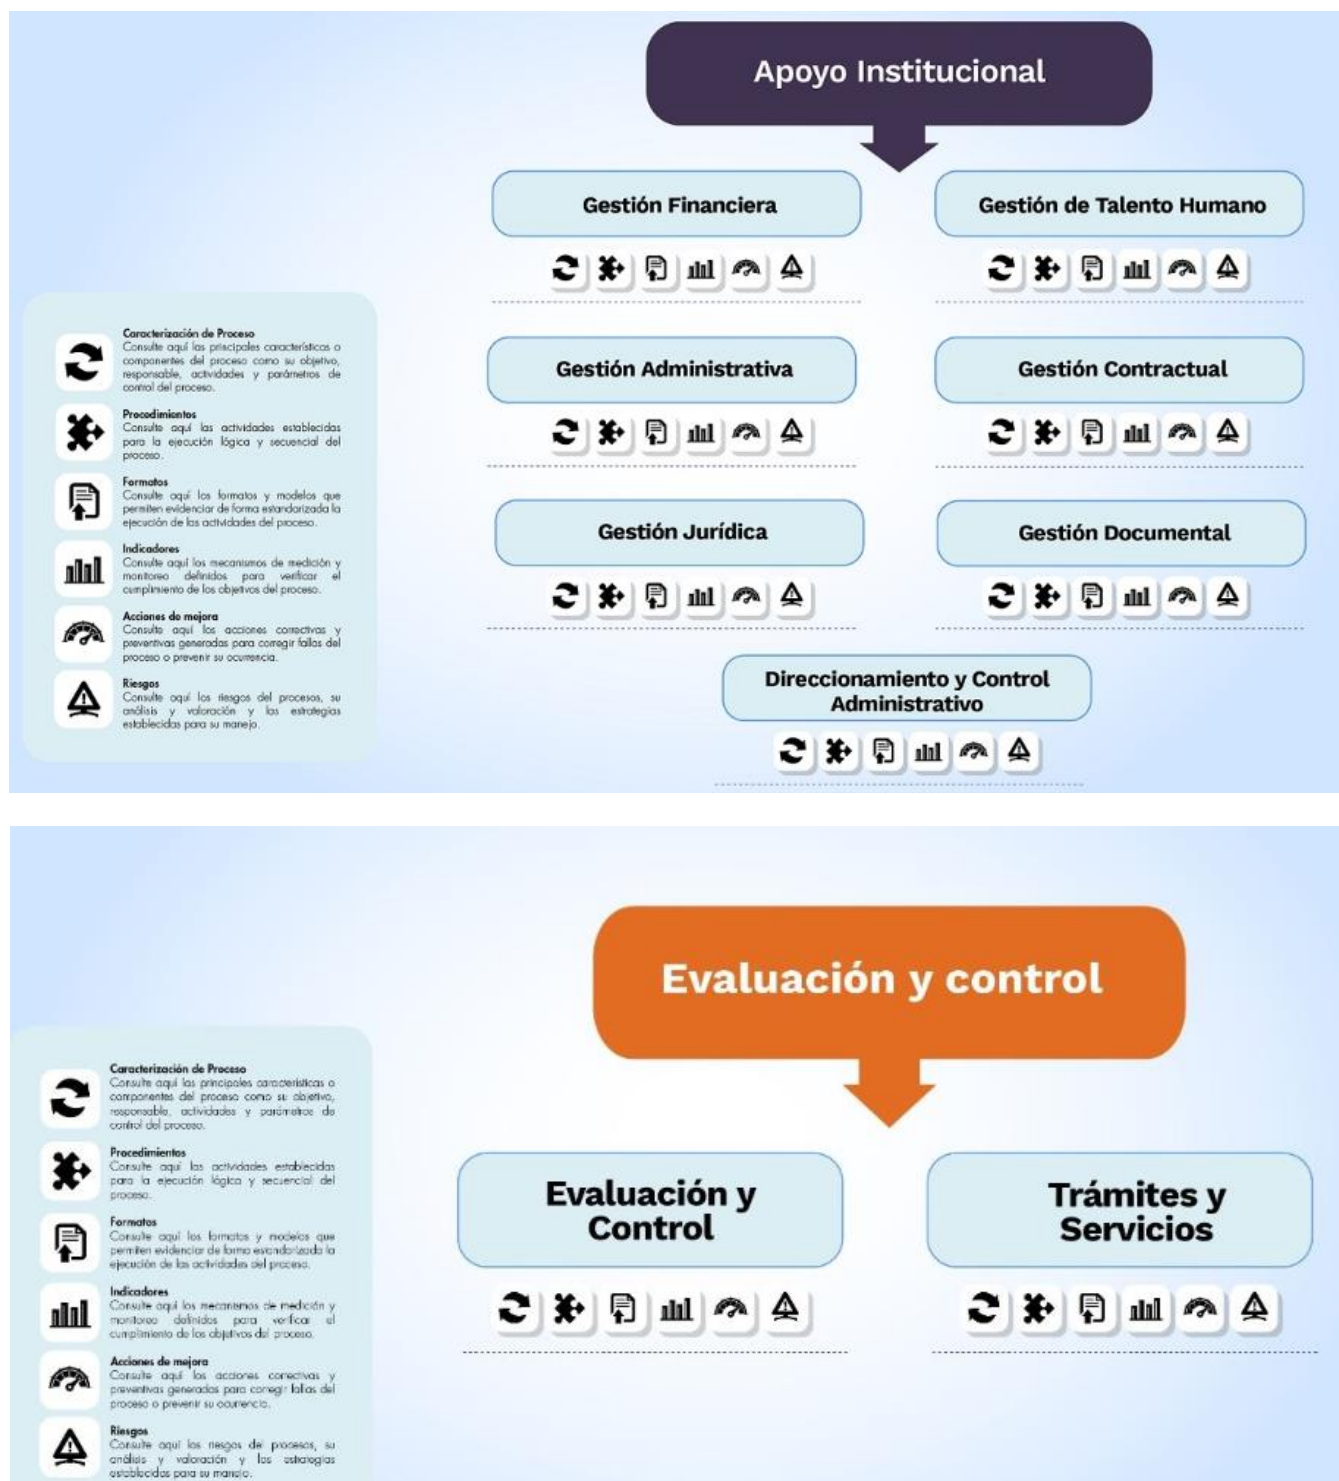 Apoyo Institucional
Gestión Financiera
Gestión de Talento Humano
Caracterización de Proceso
Consulte aquí las principales características o
componentes del proceso como su objetivo,
responsable, actividades y parámetros de
control del proceso.
Procedimientos
Consulte aquí las actividades establecidas
para la ejecución lógica y secuencial del
proceso.
Formatos
Consulte aquí los formatos y modelos que
permiten evidenciar de forma estandarizada la
ejecución de las actividades del proceso.
Indicadores
Consulte aquí los mecanismos de medición y
monitoreo definidos para verificar el
cumplimiento de los objetivos del proceso.
Acciones de mejora
Consulte aquí las acciones correctivas y
preventivas generadas para corregir fallas del
proceso o prevenir su ocurrencia.
Riesgos
Consulte aquí los riesgos del procesos, su
análisis y valoración y las estrategias
establecidas para su manejo.
Gestión Administrativa
Gestión Contractual
Gestión Jurídica
Gestión Documental
Direccionamiento y Control
Administrativo
Evaluación y control
Caracterización de Proceso
Consulte aquí las principales características o
componentes del proceso como su objetivo,
responsable, actividades y parámetros de
control del proceso.
Procedimientos
Consulte aquí las actividades establecidas
para la ejecución lógica y secuencial del
proceso.
Formatos
Consulte aquí los formatos y modelos que
permiten evidenciar de forma estandarizada la
ejecución de las actividades del proceso.
Indicadores
Consulte aquí los mecanismos de medición y
monitoreo definidos para verificar el
cumplimiento de los objetivos del proceso.
Acciones de mejora
Consulte aquí las acciones correctivas y
preventivas generadas para corregir fallas del
proceso o prevenir su ocurrencia.
Riesgos
Consulte aquí los riesgos del procesos, su
análisis y valoración y las estrategias
establecidas para su manejo.
Evaluación y
Control
Trámites y
Servicios